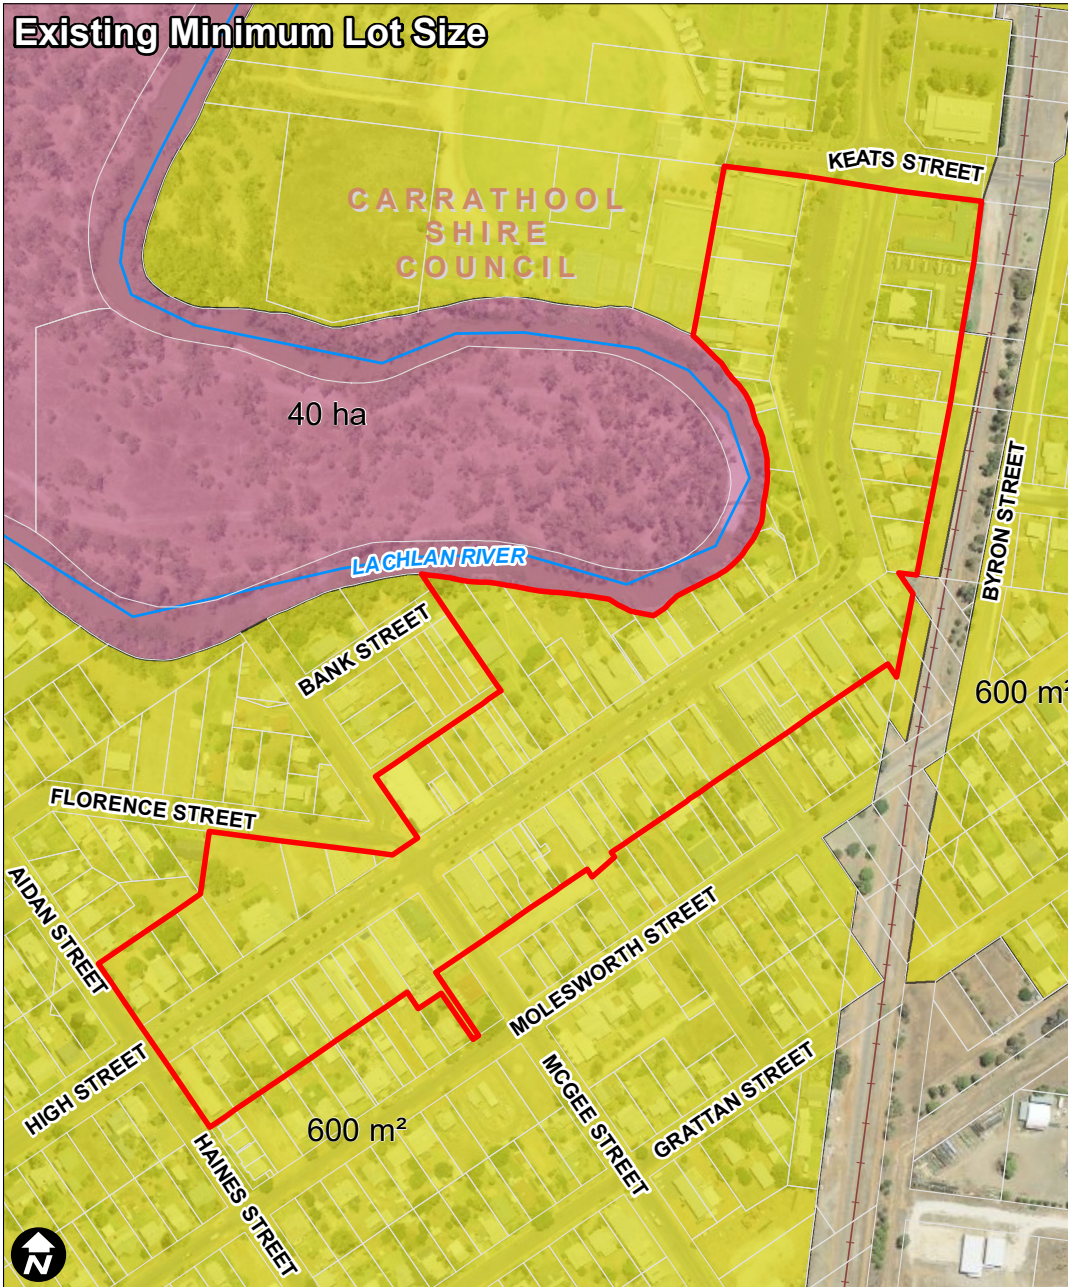 Existing Minimum Lot Size
KEATS STREET
CARRATHOOL
SHIRE
COUNCIL
40 ha
BYRON STREET
LACHLAN RIVER
BANK STREET
600 m²
FLORENCE STREET
AIDAN STREET
MOLESWORTH STREET
HIGH STREET
MCGEE STREET
GRATTAN STREET
600 m²
HAINES STREET
N